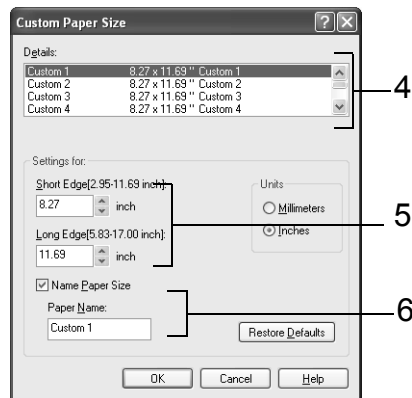 Custom Paper Size
Details:
Custom 1 8.27 x 11.69 " Custom 1
Custom 2 8.27 x 11.69 " Custom 2
Custom 3 8.27 x 11.69 " Custom 3
Custom 4 8.27 x 11.69 " Custom 4
4
Settings for:
Short Edge[2.95-11.69 inch]:
8.27 inch
Units
Millimeters
Inches
5
Long Edge[5.83-17.00 inch]:
11.69 inch
Name Paper Size
Paper Name:
Custom 1
6
Restore Defaults
OK Cancel Help